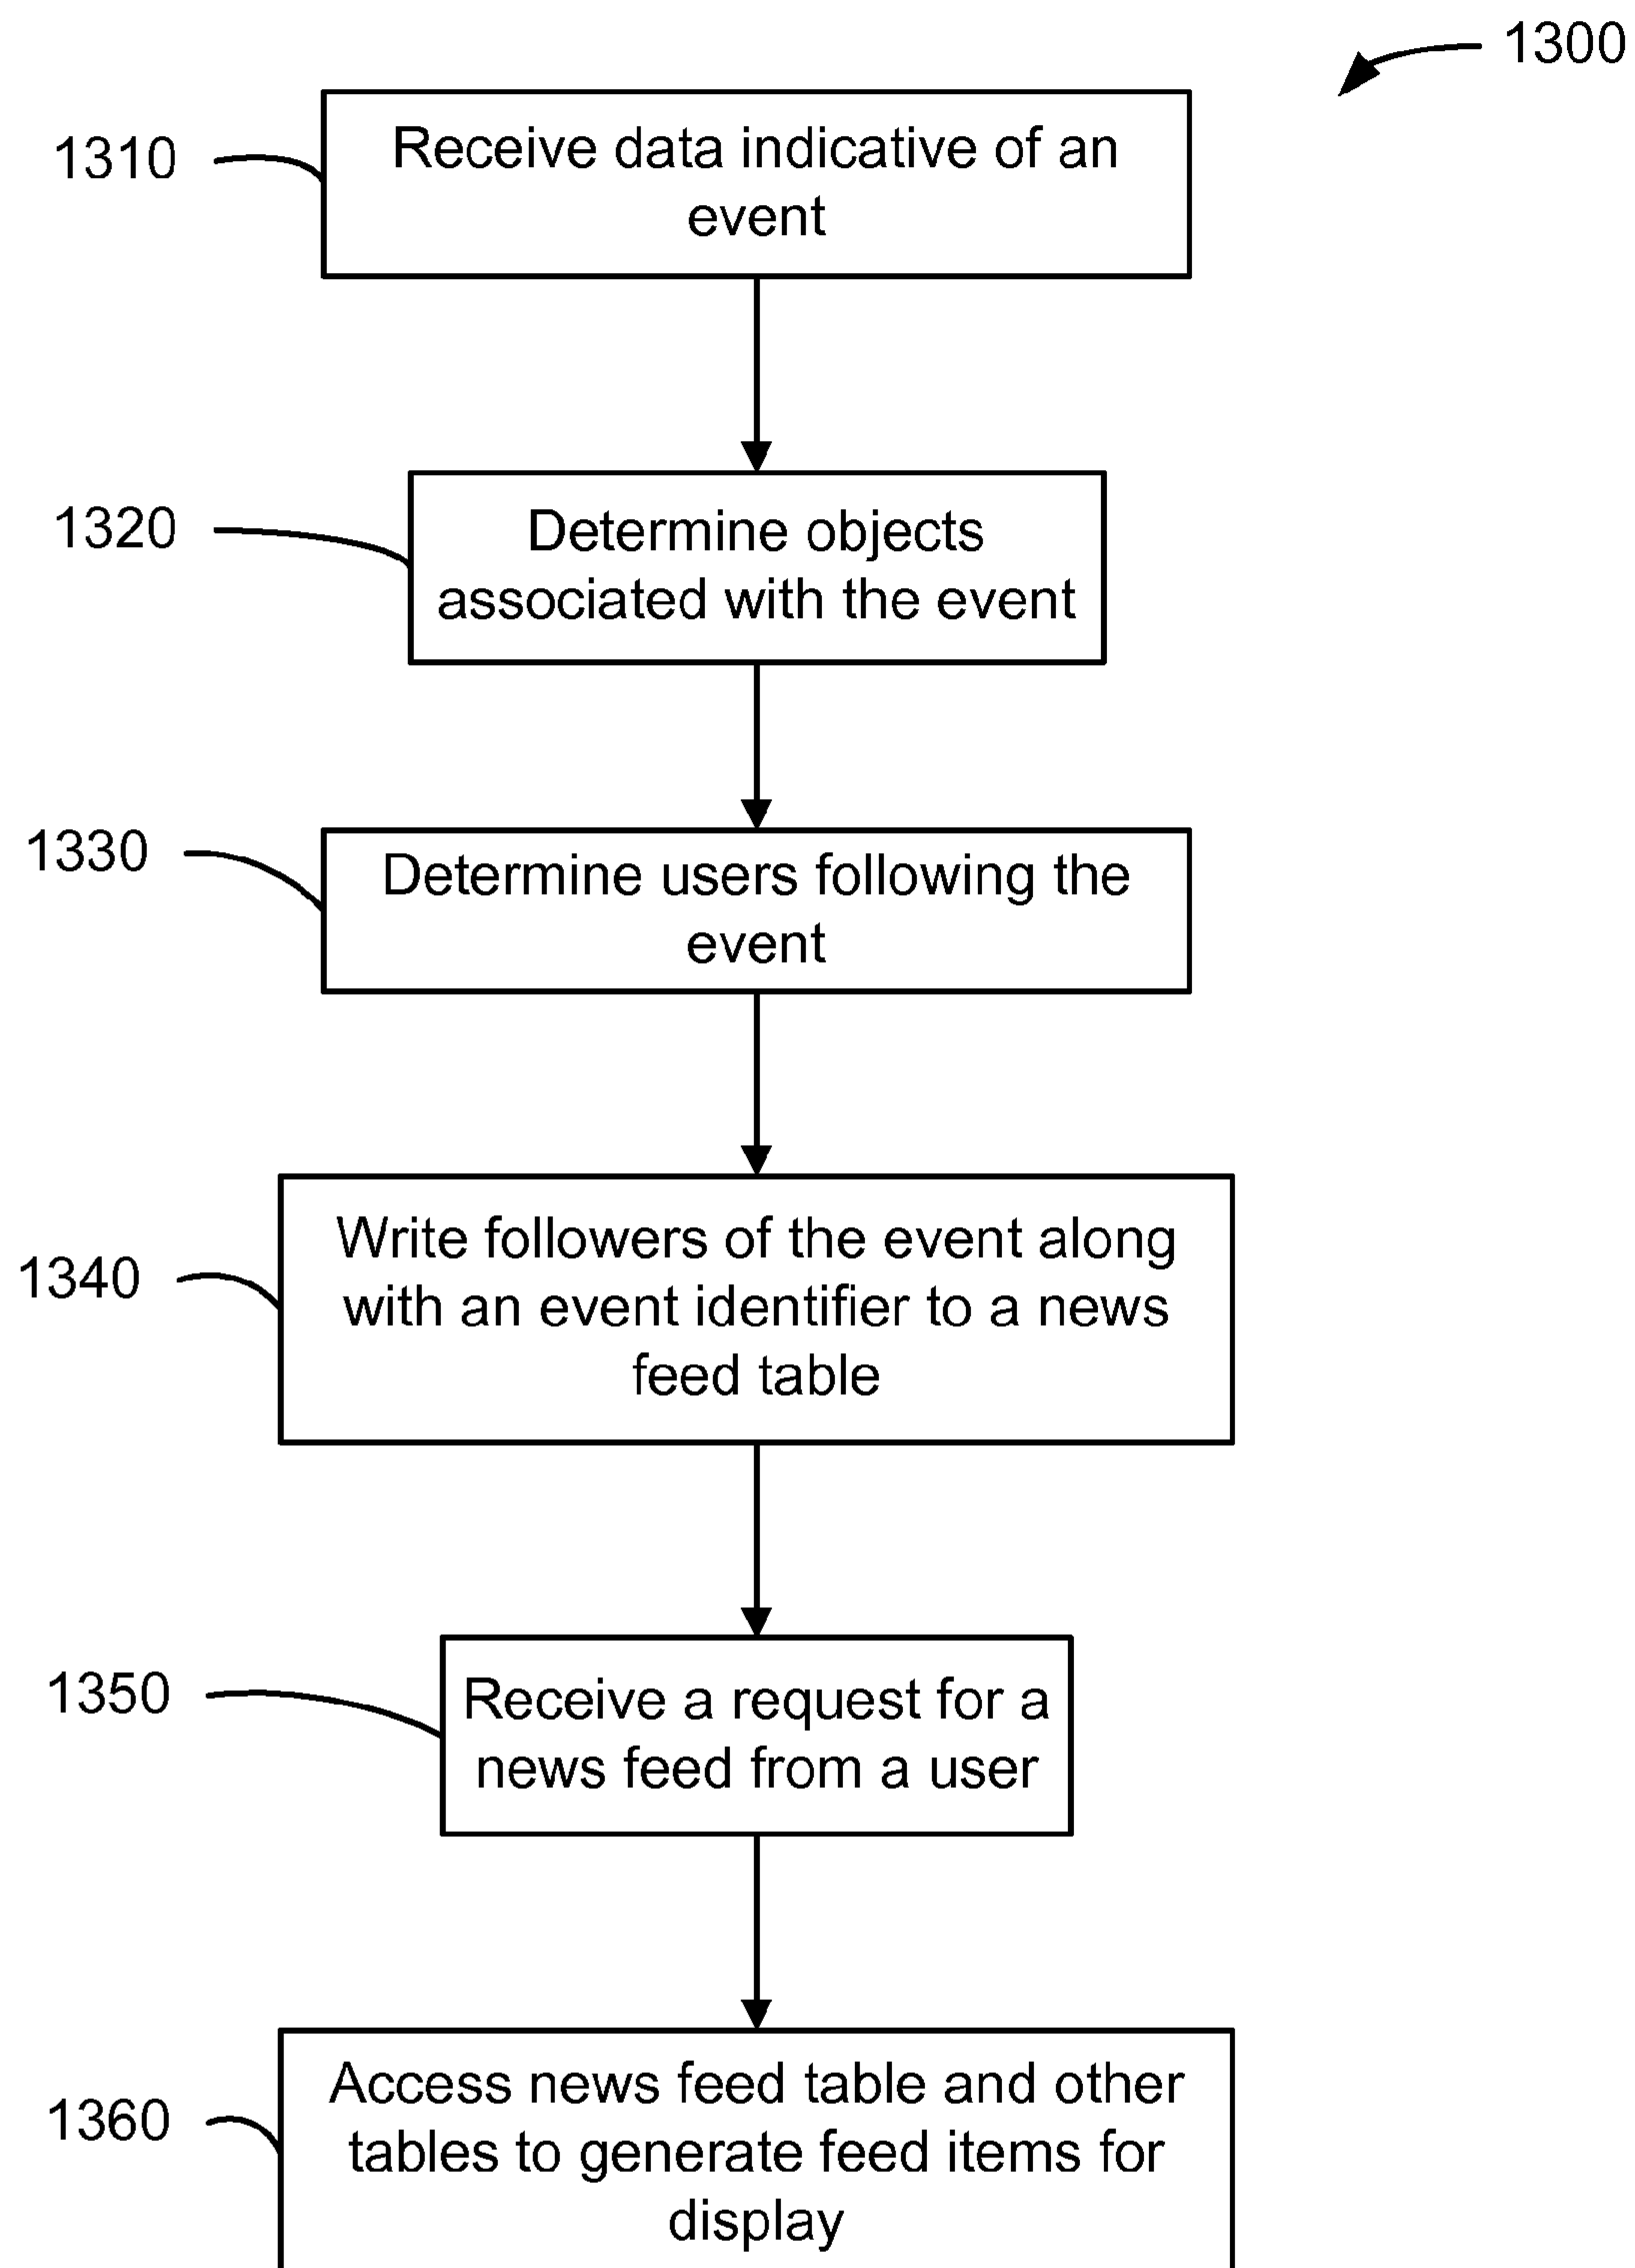 1300
1310
Receive data indicative of an
event
1320
Determine objects
associated with the event
1330
Determine users following the
event
1340
Write followers of the event along
with an event identifier to a news
feed table
1350
Receive a request for a
news feed from a user
1360
Access news feed table and other
tables to generate feed items for
display